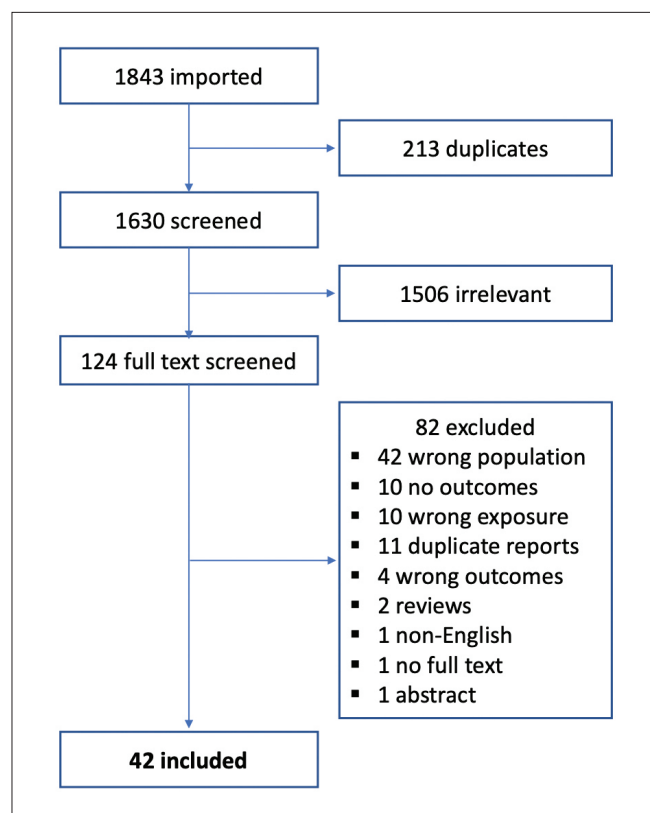 1843 imported
213 duplicates
1630 screened
1506 irrelevant
124 full text screened
82 excluded
▪ 42 wrong population
▪ 10 no outcomes
▪ 10 wrong exposure
▪ 11 duplicate reports
▪ 4 wrong outcomes
▪ 2 reviews
▪ 1 non-English
▪ 1 no full text
▪ 1 abstract
42 included